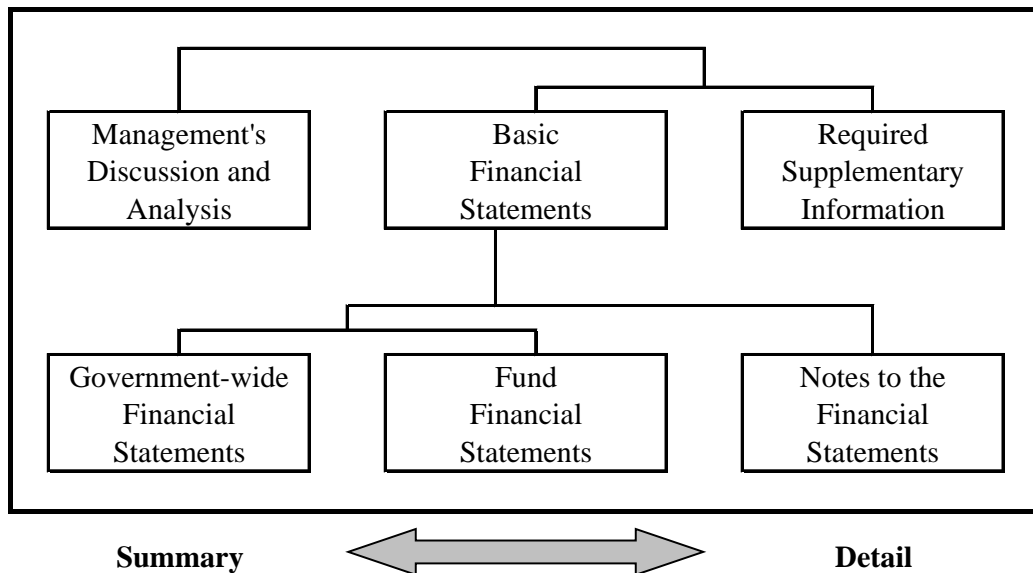 Management's
Discussion and
Analysis
Basic
Financial
Statements
Required
Supplementary
Information
Government-wide
Financial
Statements
Fund
Financial
Statements
Notes to the
Financial
Statements
Summary
Detail